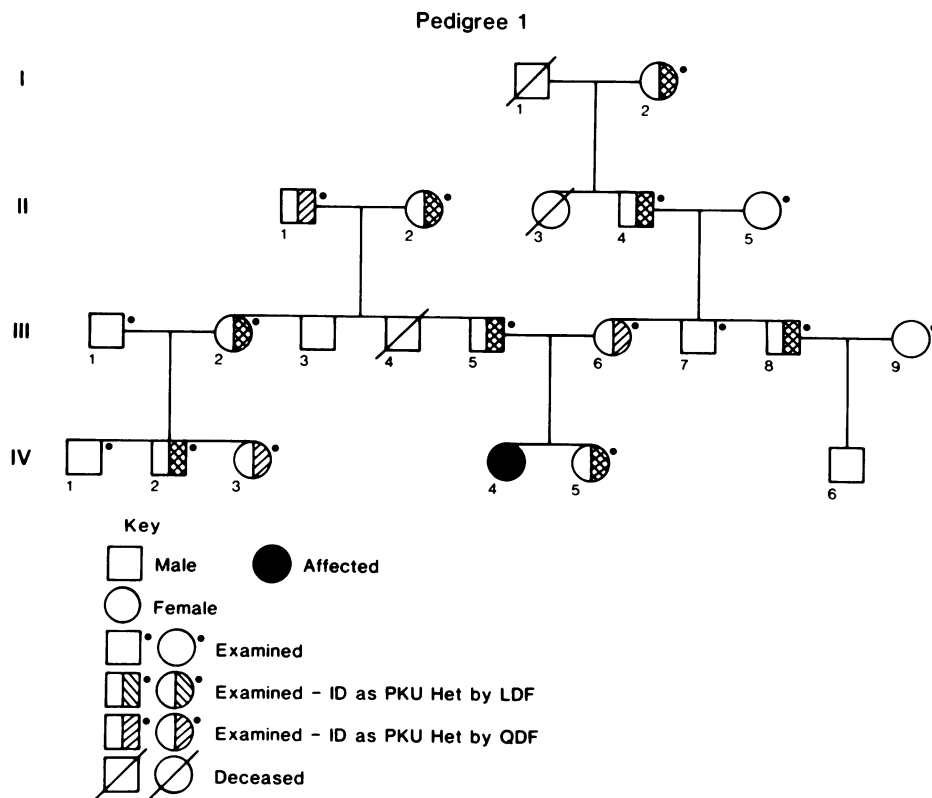 Pedigree 1
I
1
2
II
1
2
3
4
5
III
1
2
3
4
5
6
7
8
9
IV
1
2
3
4
5
6
Key
Male
Affected
Female
Examined
Examined – ID as PKU Het by LDF
Examined – ID as PKU Het by QDF
Deceased